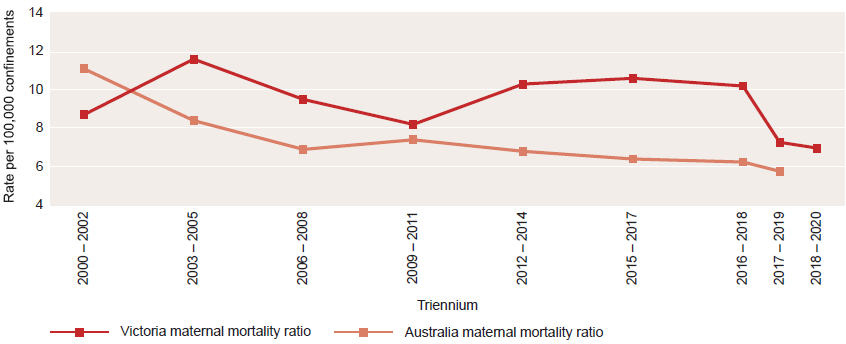 Rate per 100,000 confinements
14
12
10
8
6
4
2000 – 2002
2003 – 2005
2006 – 2008
2009 – 2011
2012 – 2014
2015 – 2017
2016 – 2018
2017 – 2019
2018 – 2020
Triennium
Victoria maternal mortality ratio
Australia maternal mortality ratio